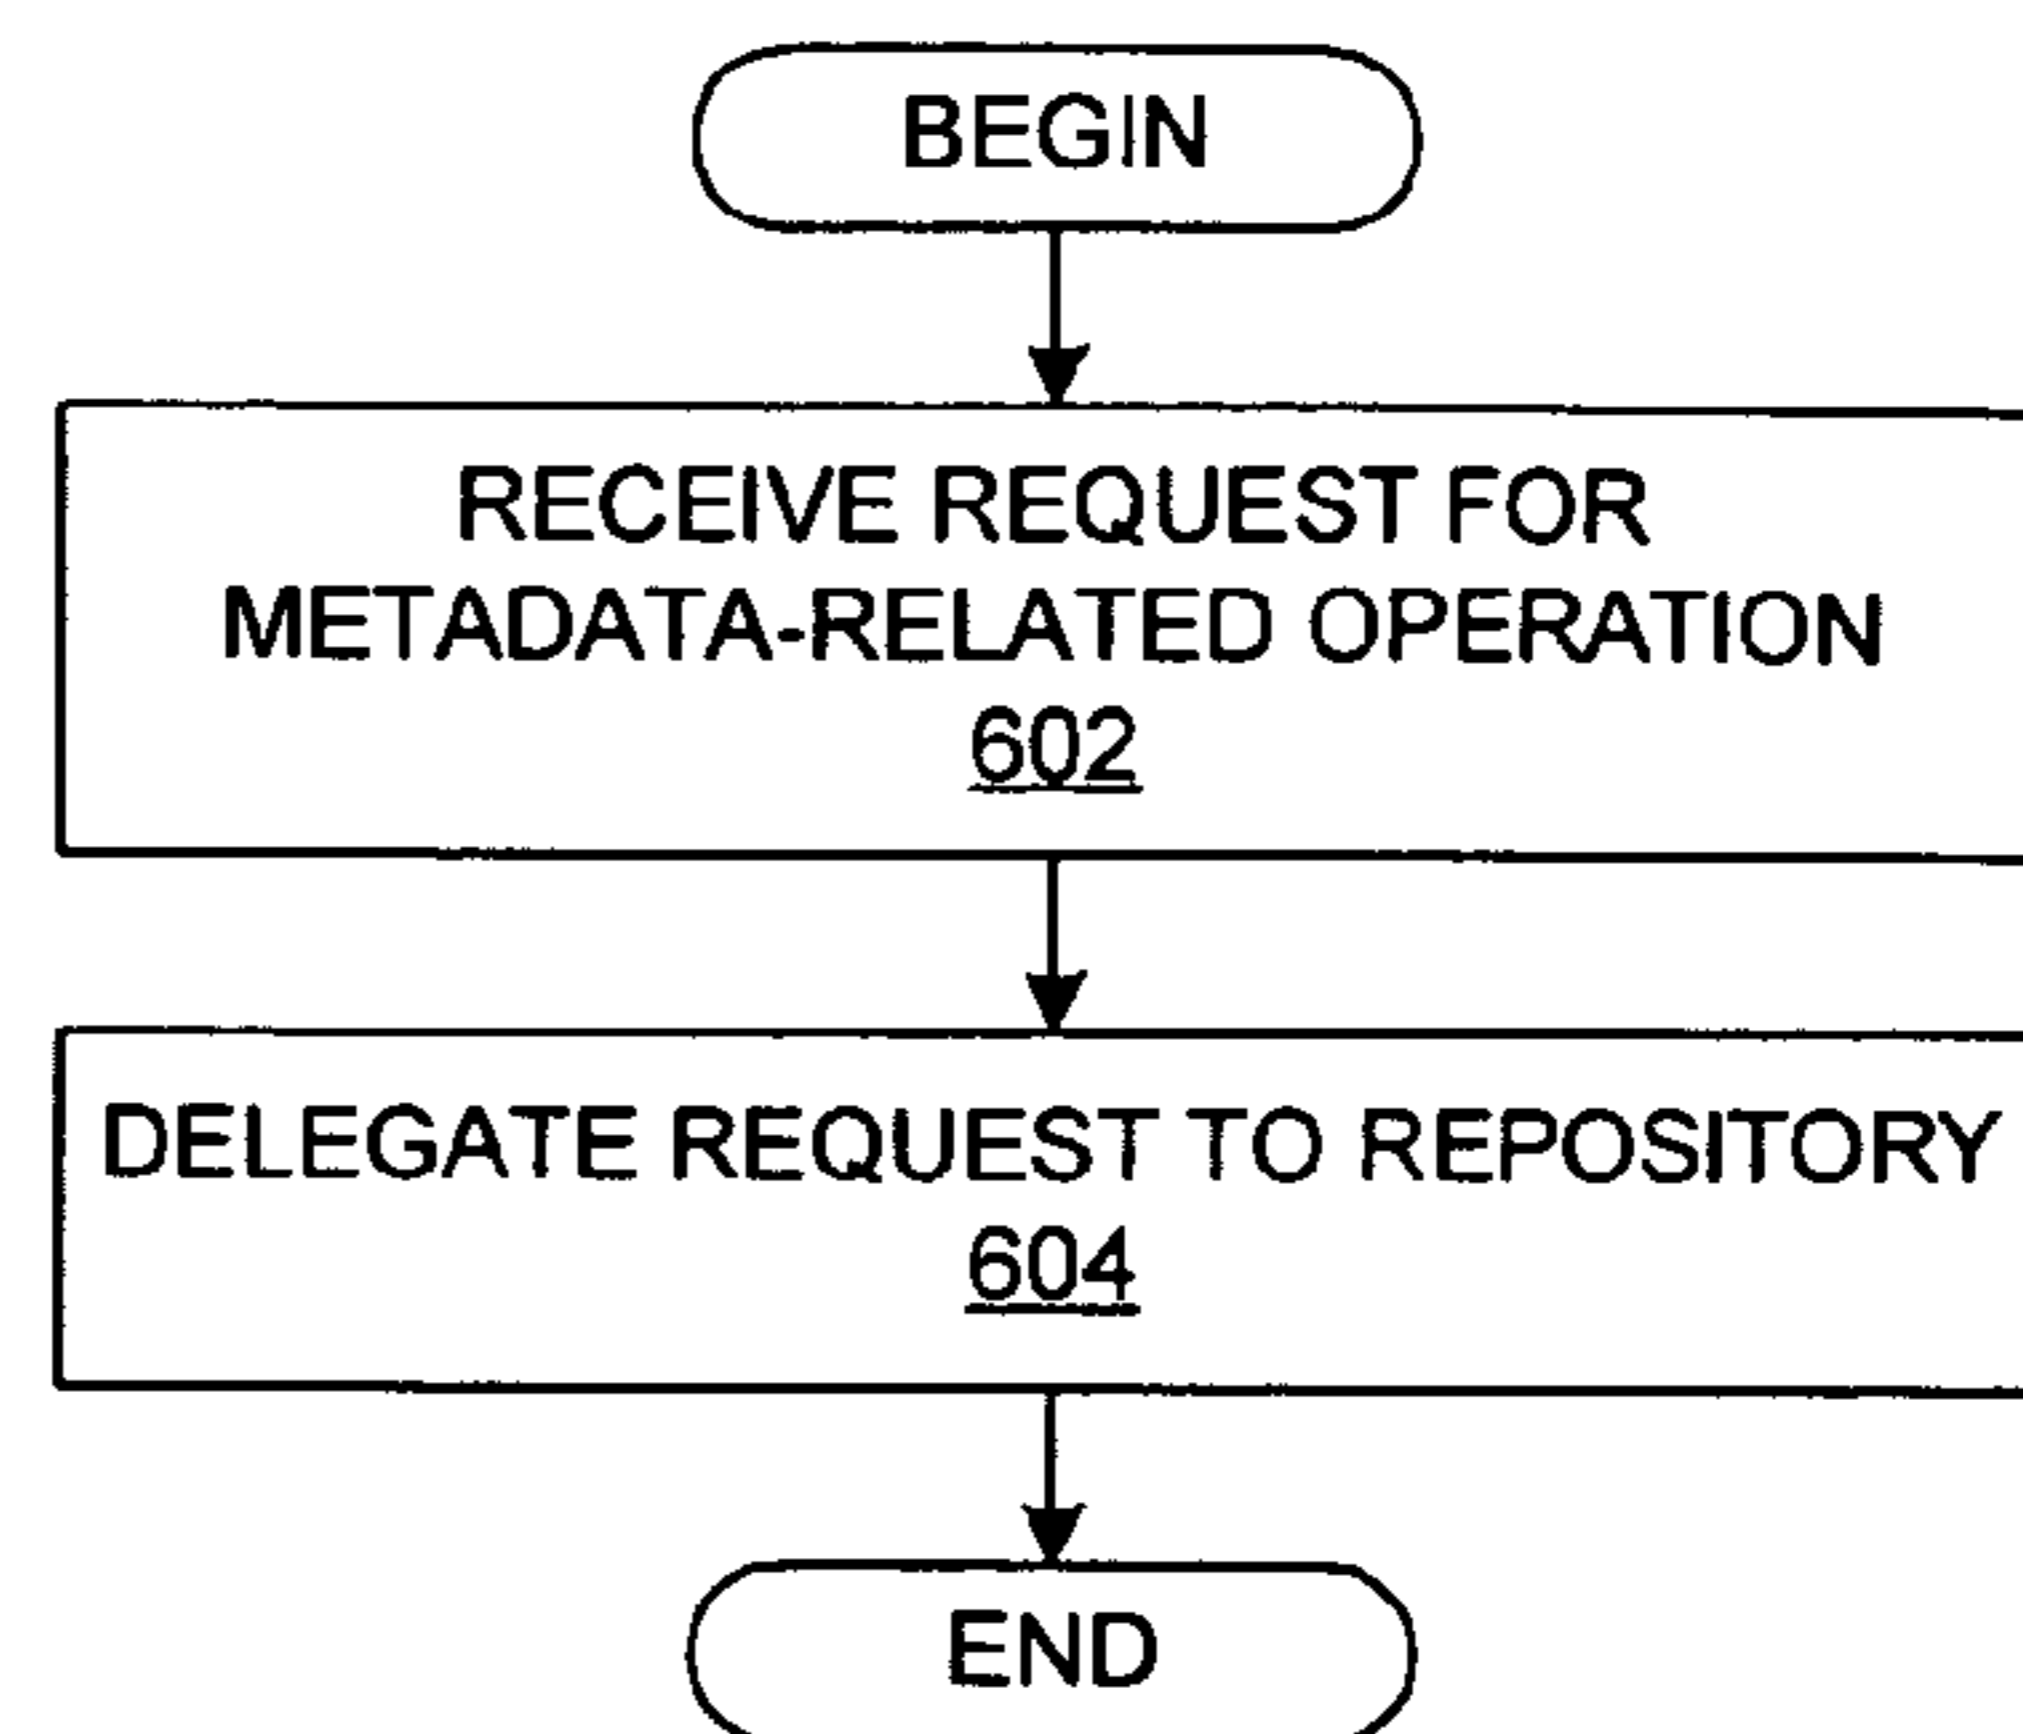 BEGIN
RECEIVE REQUEST FOR
METADATA-RELATED OPERATION
602
DELEGATE REQUEST TO REPOSITORY
604
END